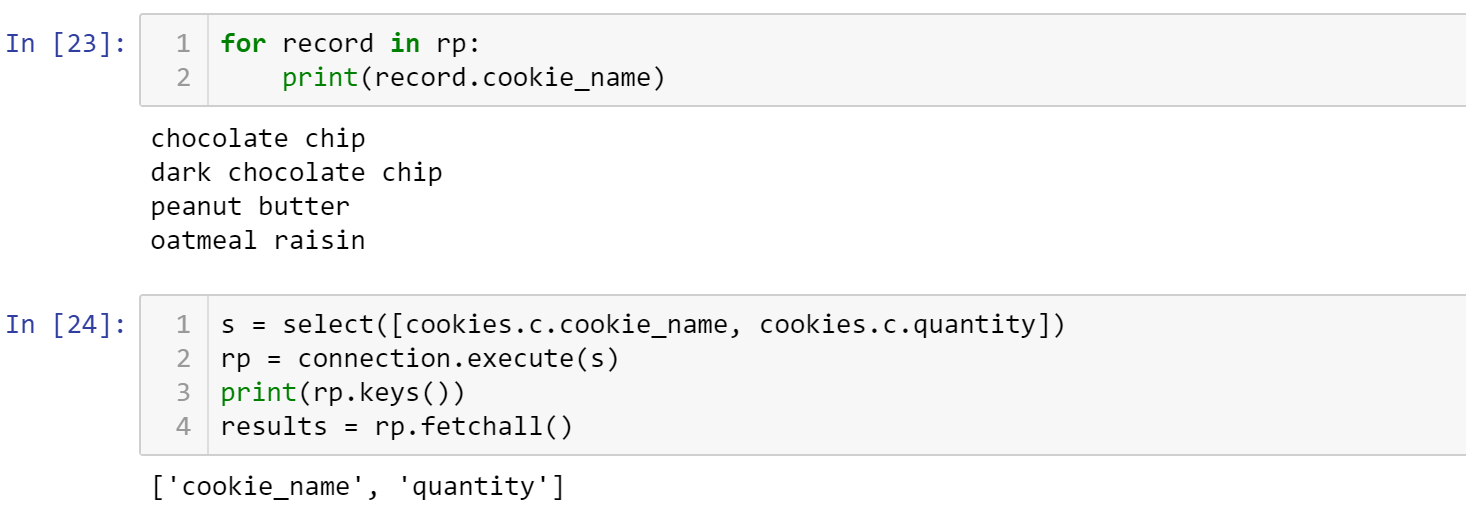 In [23]:
1 for record in rp:
2     print(record.cookie_name)
chocolate chip
dark chocolate chip
peanut butter
oatmeal raisin
In [24]:
1 s = select([cookies.c.cookie_name, cookies.c.quantity])
2 rp = connection.execute(s)
3 print(rp.keys())
4 results = rp.fetchall()
['cookie_name', 'quantity']